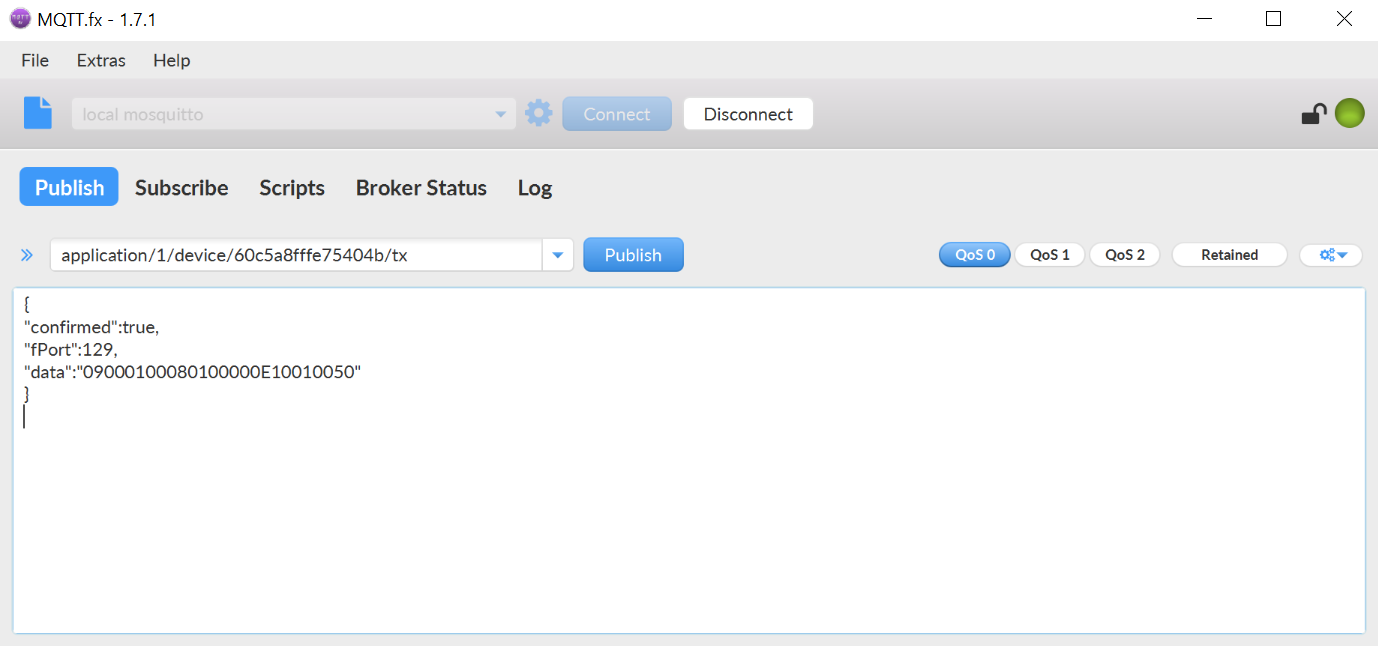 MQTT.fx - 1.7.1
File Extras Help
local mosquitto Connect Disconnect
Publish Subscribe Scripts Broker Status Log
application/1/device/60c5a8fffe75404b/tx Publish QoS 0 QoS 1 QoS 2 Retained
{
"confirmed":true,
"fPort":129,
"data":"09000100080100000E10010050"
}